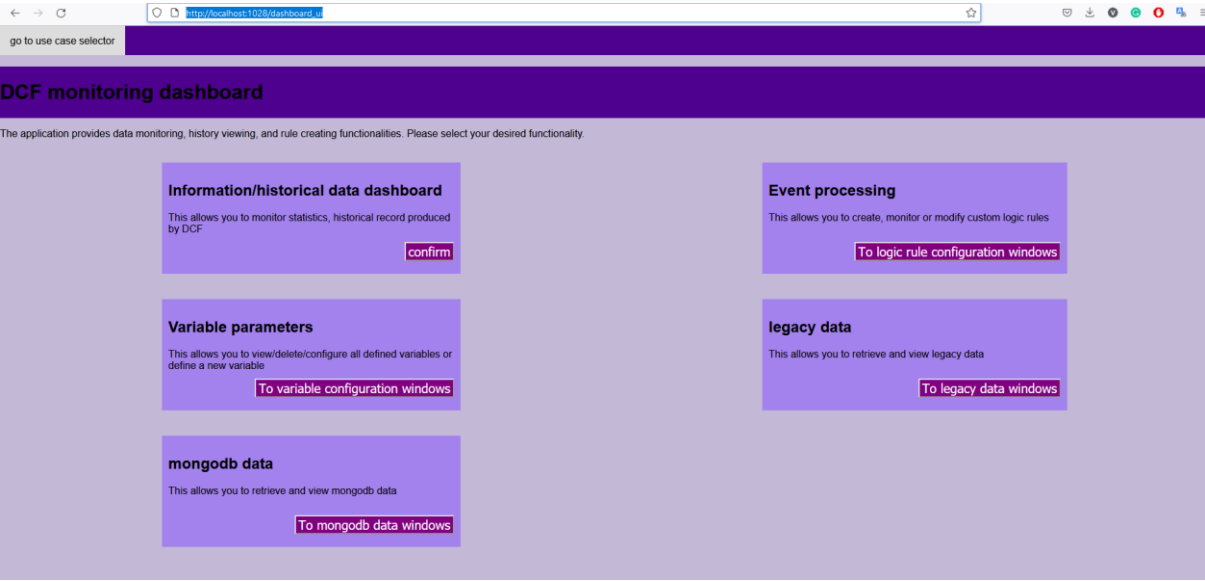 http://localhost:1028/dashboard_ui
go to use case selector
DCF monitoring dashboard
The application provides data monitoring, history viewing, and rule creating functionalities. Please select your desired functionality.
Information/historical data dashboard
This allows you to monitor statistics, historical record produced
by DCF
confirm
Event processing
This allows you to create, monitor or modify custom logic rules
To logic rule configuration windows
Variable parameters
This allows you to view/delete/configure all defined variables or
define a new variable
To variable configuration windows
legacy data
This allows you to retrieve and view legacy data
To legacy data windows
mongodb data
This allows you to retrieve and view mongodb data
To mongodb data windows